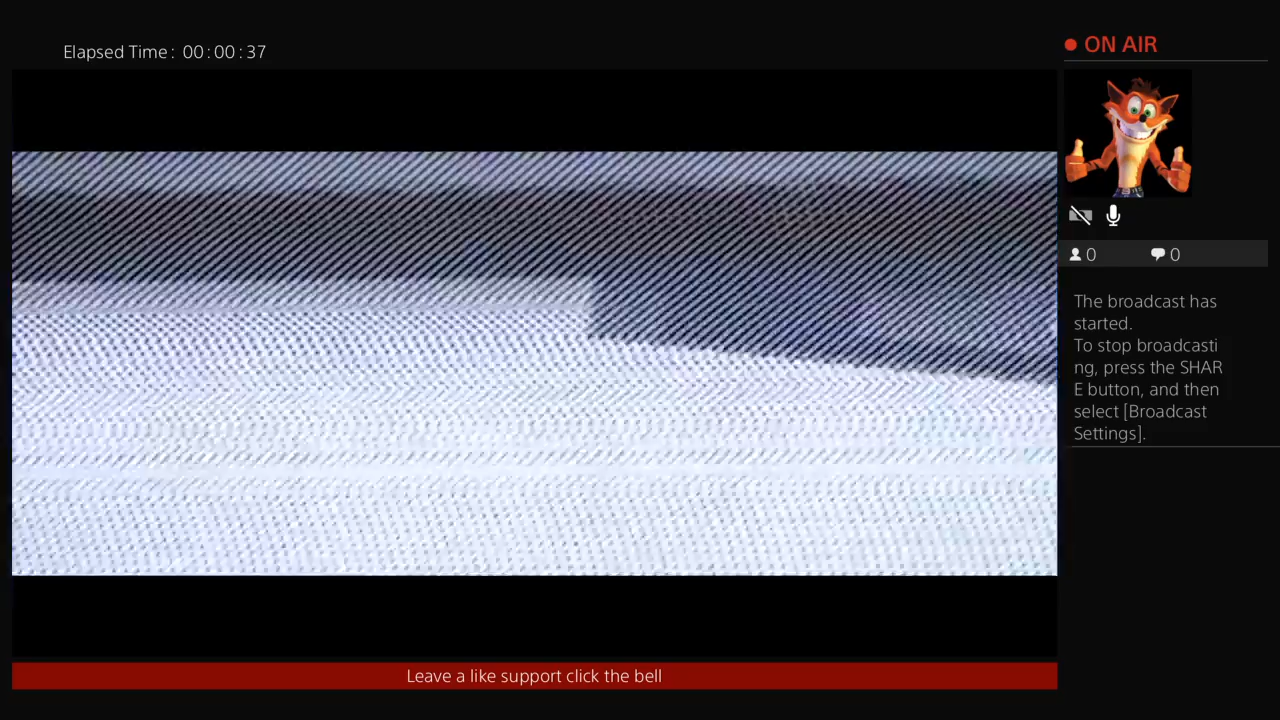 Elapsed Time: 00:00:37
ON AIR
0 0
The broadcast has
started.
To stop broadcasti
ng, press the SHAR
E button, and then
select [Broadcast
Settings].
Leave a like support click the bell